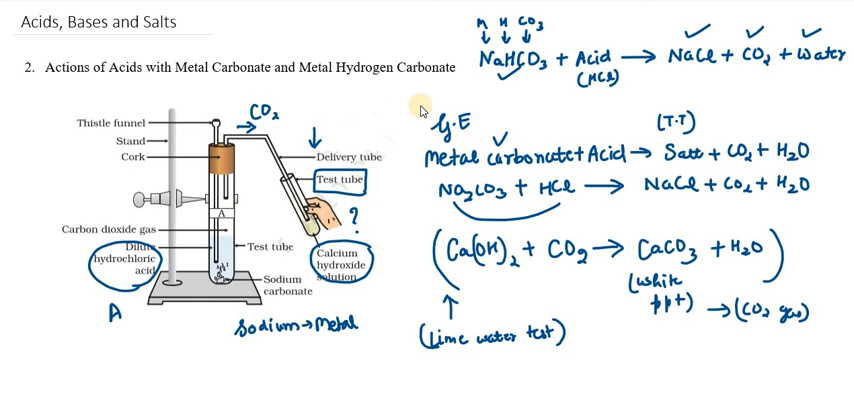 Acids, Bases and Salts
M H CO3
NaHCO3 + Acid → NaCl + CO2 + Water
(HCl)
2. Actions of Acids with Metal Carbonate and Metal Hydrogen Carbonate
CO2
Thistle funnel
Stand
Cork
Delivery tube
Test tube
A
?
Carbon dioxide gas
Dilute
hydrochloric
acid
Test tube
Calcium
hydroxide
solution
Sodium
carbonate
A
Sodium → Metal
G.E
(T.T)
Metal carbonate + Acid → Salt + CO2 + H2O
Na2CO3 + HCl → NaCl + CO2 + H2O
(Ca(OH)2 + CO2 → CaCO3 + H2O)
(white
ppt) → (CO2 gas)
↑
(Lime water test)